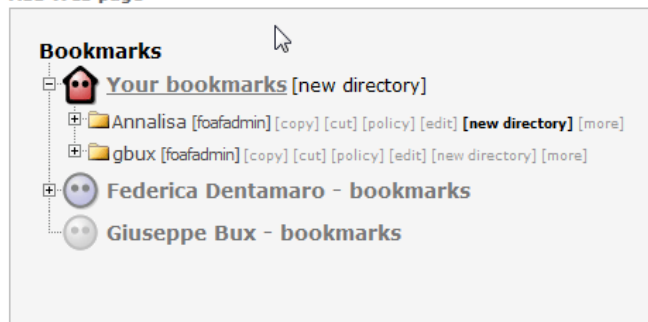 Bookmarks
Your bookmarks [new directory]
Annalisa [foafadmin] [copy] [cut] [policy] [edit] [new directory] [more]
gbux [foafadmin] [copy] [cut] [policy] [edit] [new directory] [more]
Federica Dentamaro - bookmarks
Giuseppe Bux - bookmarks